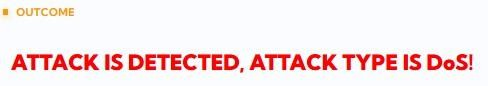 OUTCOME
ATTACK IS DETECTED, ATTACK TYPE IS DoS!